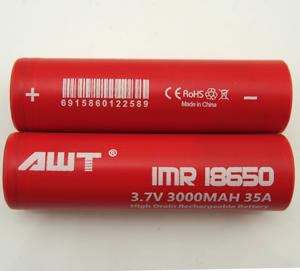 +
6915860122589
CE RoHS
Made in China
−
AWT ®
IMR 18650
3.7V 3000MAH 35A
High Drain Rechargeable Battery